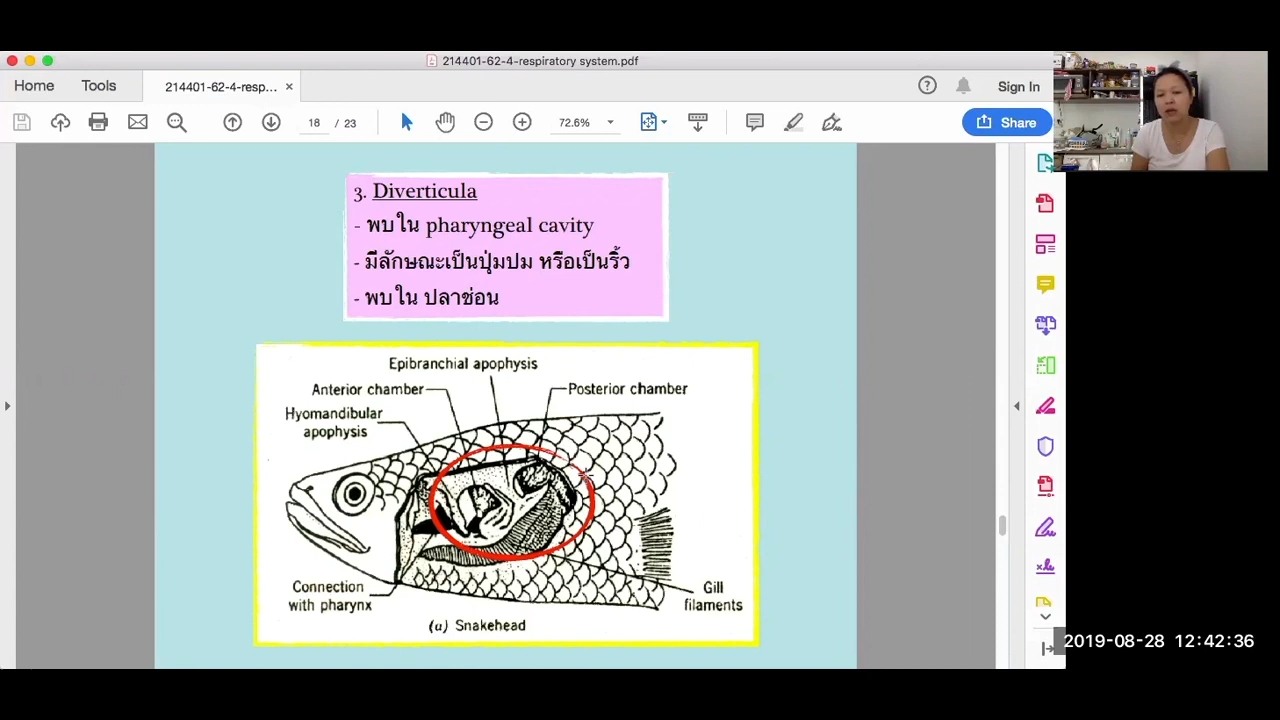 214401-62-4-respiratory system.pdf
Home Tools 214401-62-4-resp... × Sign In
18 / 23 72.6% Share
3. Diverticula
- พบใน pharyngeal cavity
- มีลักษณะเป็นปุ่มปม หรือเป็นริ้ว
- พบใน ปลาช่อน
Epibranchial apophysis
Anterior chamber
Posterior chamber
Hyomandibular
apophysis
Connection
with pharynx
Gill
filaments
(a) Snakehead
2019-08-28 12:42:36